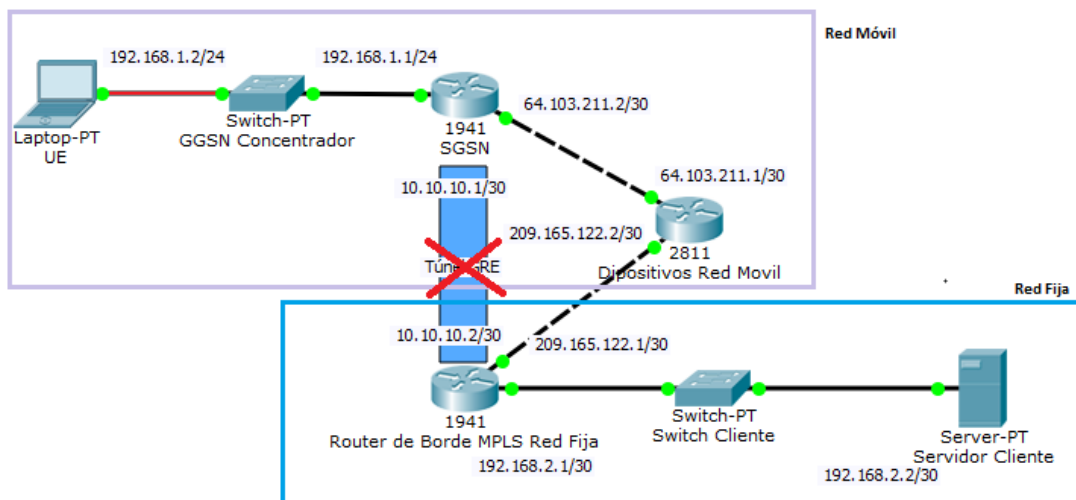 Red Móvil
192.168.1.2/24
192.168.1.1/24
64.103.211.2/30
Laptop-PT
UE
Switch-PT
GGSN Concentrador
1941
SGSN
10.10.10.1/30
64.103.211.1/30
209.165.122.2/30
2811
Dipositivos Red Movil
Túnel GRE
Red Fija
10.10.10.2/30
209.165.122.1/30
1941
Router de Borde MPLS Red Fija
Switch-PT
Switch Cliente
Server-PT
Servidor Cliente
192.168.2.1/30
192.168.2.2/30